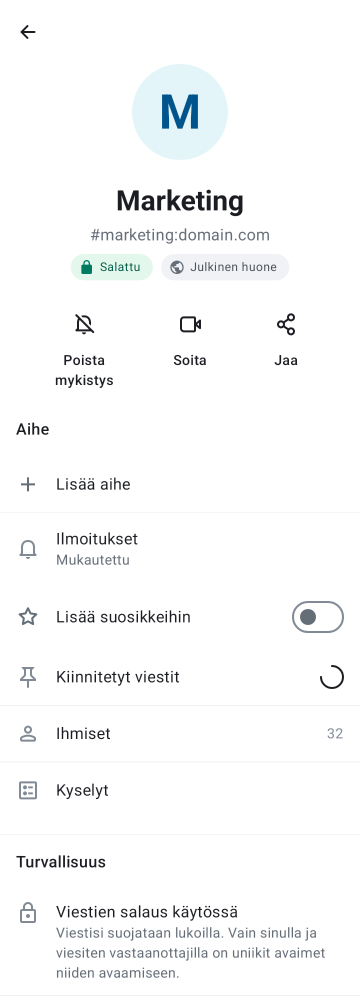 M
Marketing
#marketing:domain.com
Salattu
Julkinen huone
Poista
mykistys
Soita
Jaa
Aihe
Lisää aihe
Ilmoitukset
Mukautettu
Lisää suosikkeihin
Kiinnitetyt viestit
Ihmiset
32
Kyselyt
Turvallisuus
Viestien salaus käytössä
Viestisi suojataan lukoilla. Vain sinulla ja
viesiten vastaanottajilla on uniikit avaimet
niiden avaamiseen.